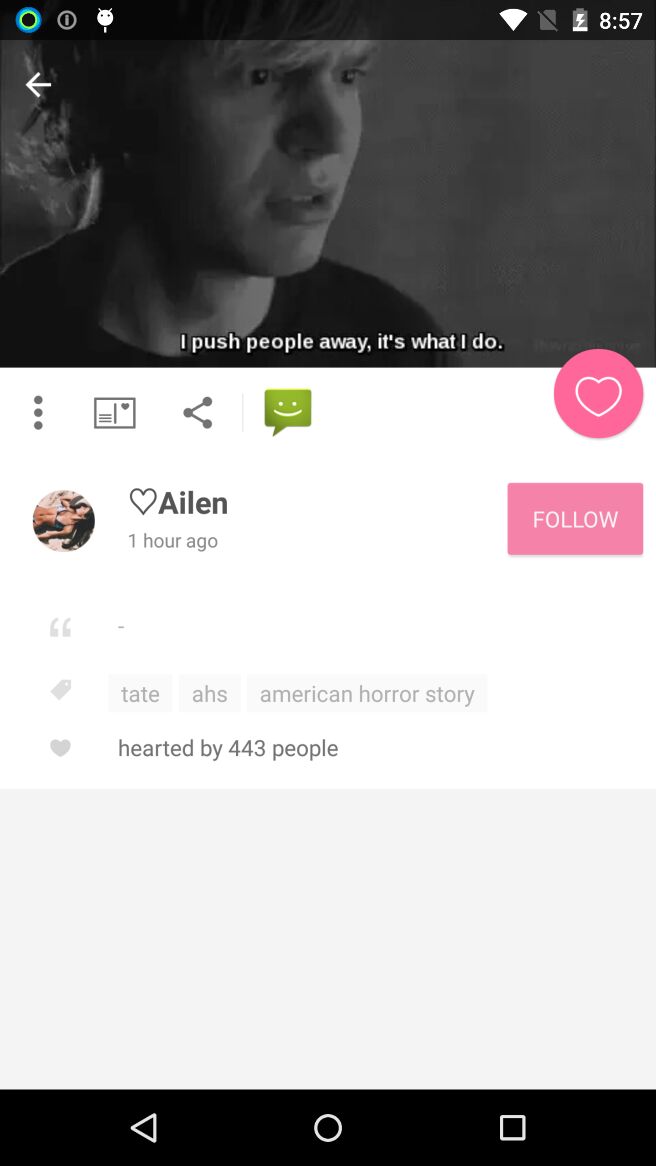 8:57
I push people away, it's what I do.
♡Ailen
1 hour ago
FOLLOW
-
tate ahs american horror story
hearted by 443 people